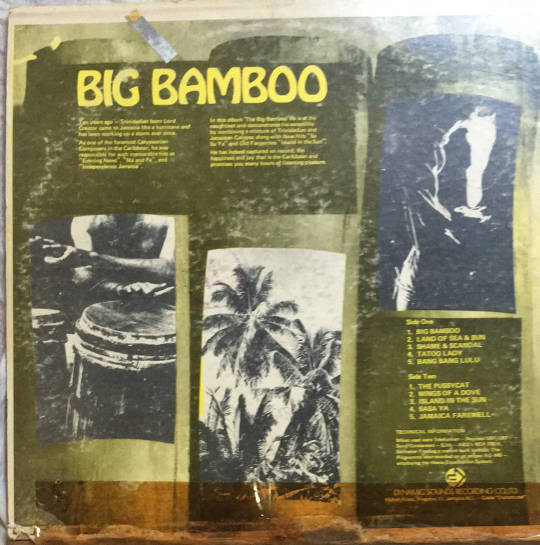 BIG BAMBOO
Ten years ago - Trinidadian born Lord
Creator came to Jamaica like a hurricane and
has been working up a storm ever since.
As one of the foremost Calypsonian
Composers in the Caribbean, he was
responsible for such memorable hits as
"Evening News", "Ma and Pa", and
"Independence Jamaica".
In this album "The Big Bamboo" He is at his
naughtiest and demonstrates his versatility
by combining a mixture of Trinidadian and
Jamaican Calypso along with New Hits "Sa
Sa Ya" and Old Favourites "Island in the Sun"
He has indeed captured on record, the
happiness and joy that is the Caribbean and
promises you many hours of listening pleasure.
Side One
1. BIG BAMBOO
2. LAND OF SEA & SUN
3. SHAME & SCANDAL
4. TATOO LADY
5. BANG BANG LULU
Side Two
1. THE PUSSYCAT
2. WINGS OF A DOVE
3. ISLAND IN THE SUN
4. SASA YA
5. JAMAICA FAREWELL
TECHNICAL INFORMATION
DYNAMIC SOUNDS RECORDING CO. LTD.